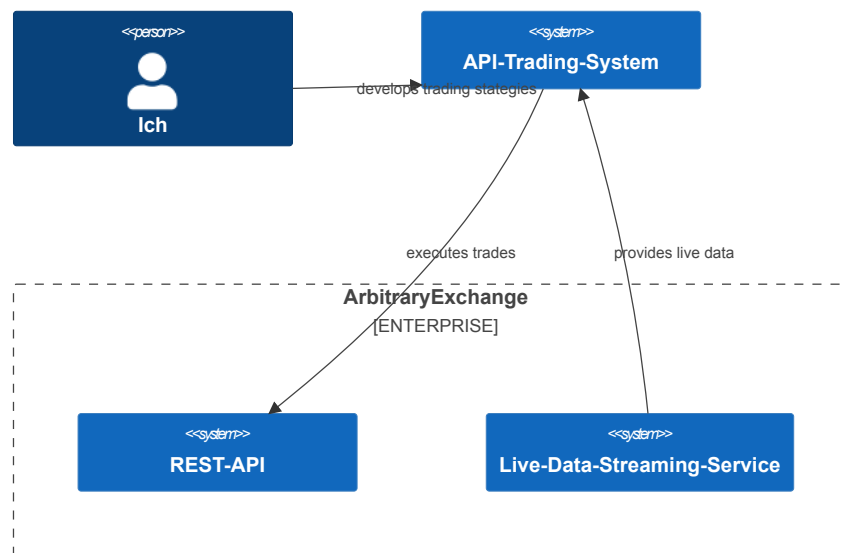 <<person>>
Ich
<<system>>
API-Trading-System
develops trading stategies
executes trades
provides live data
ArbitraryExchange
[ENTERPRISE]
<<system>>
REST-API
<<system>>
Live-Data-Streaming-Service